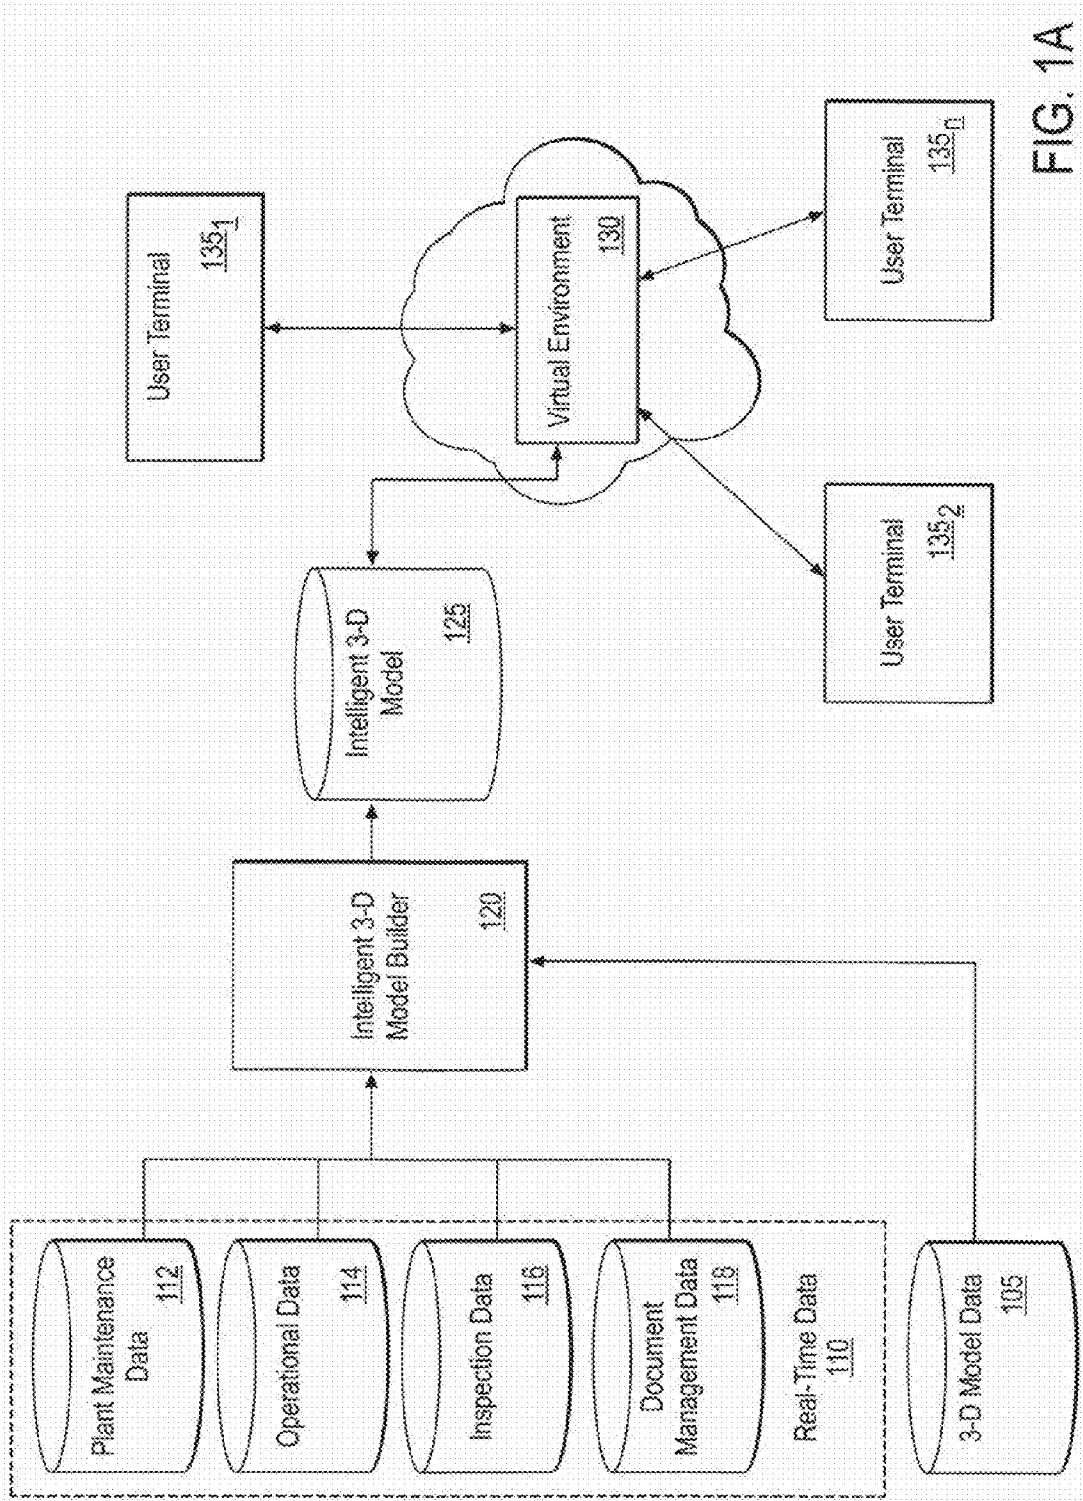 Plant Maintenance
Data
112
Operational Data
114
Inspection Data
116
Document
Management Data
118
Real-Time Data
110
3-D Model Data
105
Intelligent 3-D
Model Builder
120
Intelligent 3-D
Model
125
User Terminal
135₁
Virtual Environment
130
User Terminal
135₂
User Terminal
135ₙ
FIG. 1A